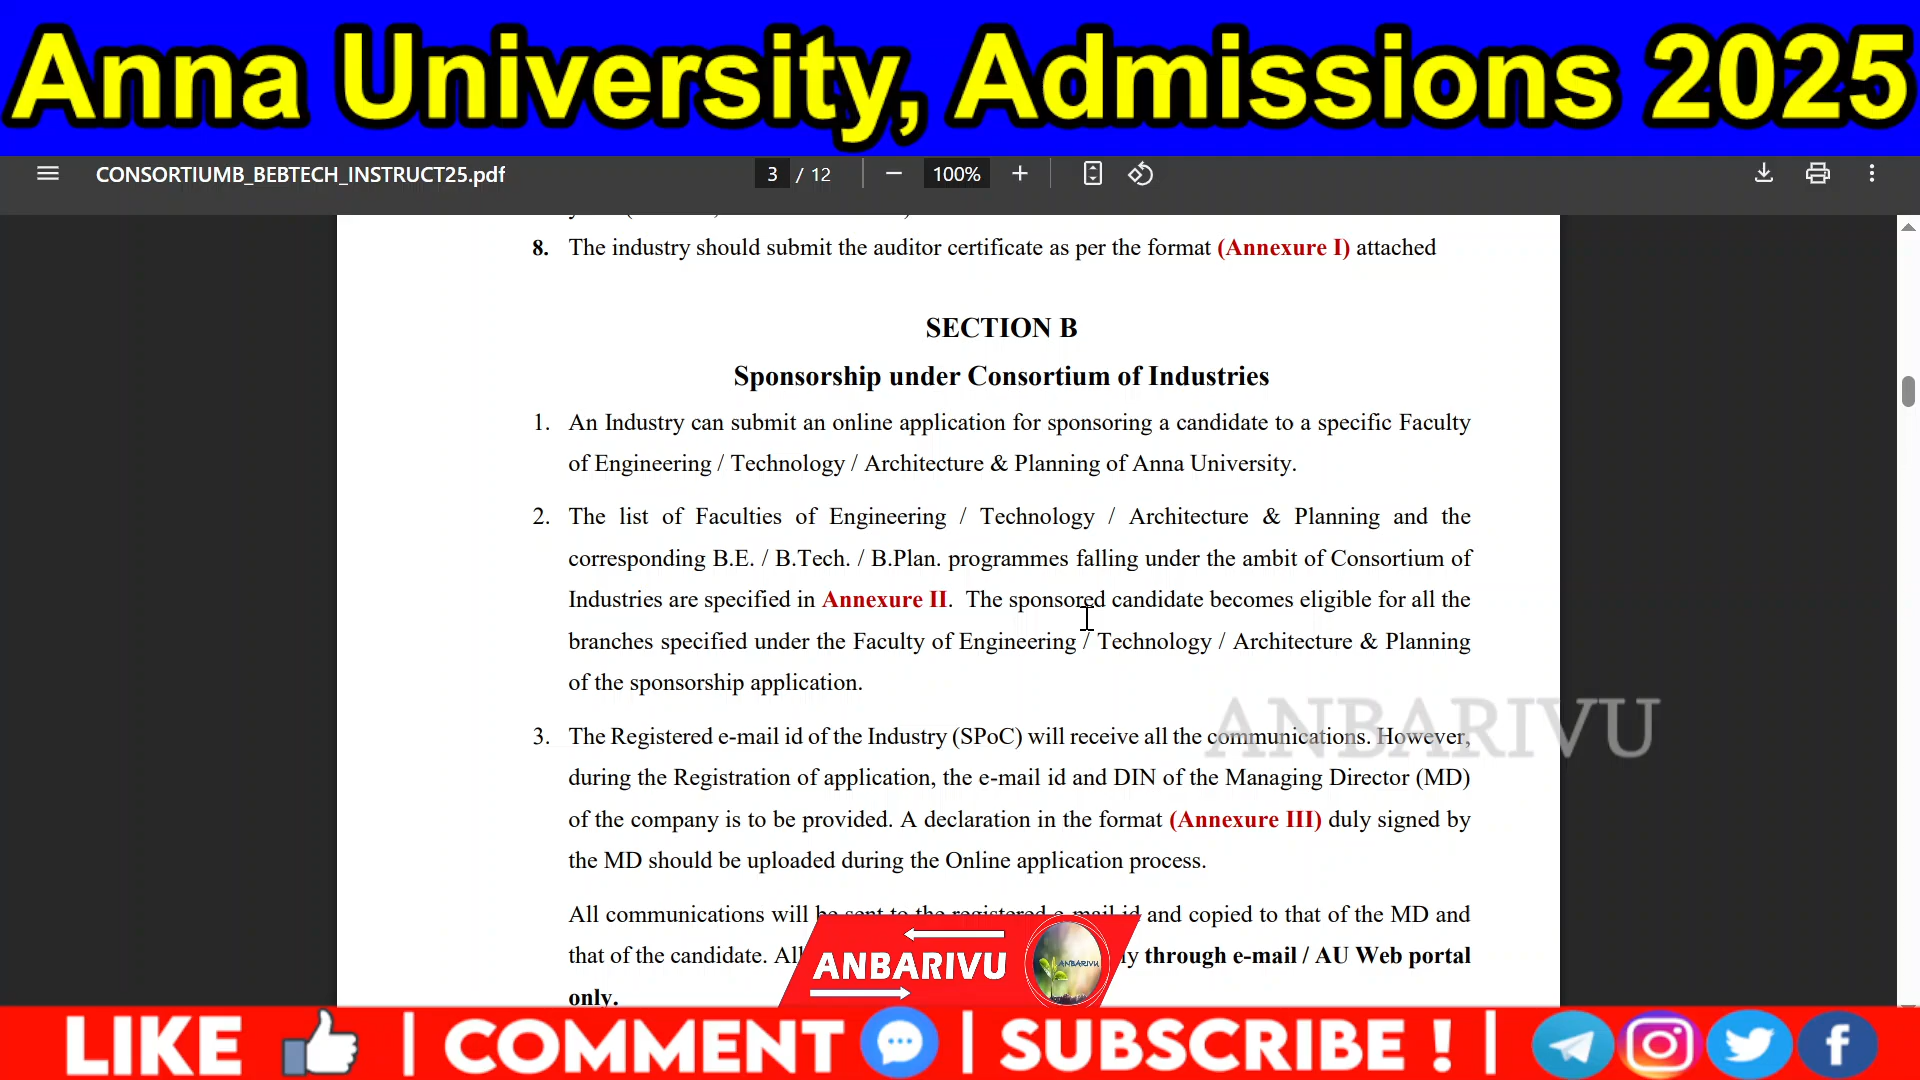 Anna University, Admissions 2025
CONSORTIUMB_BEBTECH_INSTRUCT25.pdf
3 / 12
100%
8. The industry should submit the auditor certificate as per the format (Annexure I) attached
SECTION B
Sponsorship under Consortium of Industries
1. An Industry can submit an online application for sponsoring a candidate to a specific Faculty
of Engineering / Technology / Architecture & Planning of Anna University.
2. The list of Faculties of Engineering / Technology / Architecture & Planning and the
corresponding B.E. / B.Tech. / B.Plan. programmes falling under the ambit of Consortium of
Industries are specified in Annexure II. The sponsored candidate becomes eligible for all the
branches specified under the Faculty of Engineering / Technology / Architecture & Planning
of the sponsorship application.
ANBARIVU
3. The Registered e-mail id of the Industry (SPoC) will receive all the communications. However,
during the Registration of application, the e-mail id and DIN of the Managing Director (MD)
of the company is to be provided. A declaration in the format (Annexure III) duly signed by
the MD should be uploaded during the Online application process.
All communications will be sent to the registered e-mail id and copied to that of the MD and
that of the candidate. All through e-mail / AU Web portal
only.
ANBARIVU
ANBARIVU
LIKE | COMMENT | SUBSCRIBE ! |